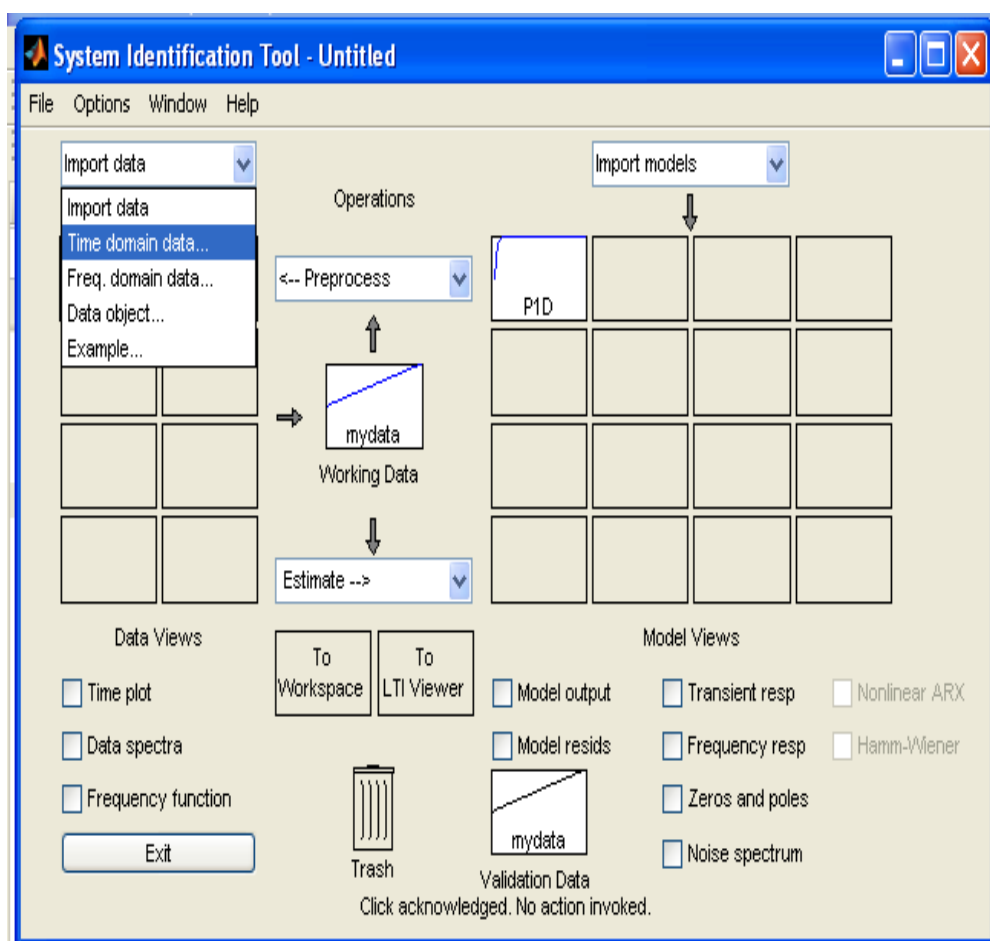 System Identification Tool - Untitled
File Options Window Help
Import data
Import models
Import data
Time domain data...
Freq. domain data...
Data object...
Example...
Operations
<-- Preprocess
P1D
mydata
Working Data
Estimate -->
Data Views
To
Workspace
To
LTI Viewer
Model Views
Time plot
Data spectra
Frequency function
Model output
Transient resp
Nonlinear ARX
Model resids
Frequency resp
Hamm-Wiener
Zeros and poles
Noise spectrum
Exit
Trash
mydata
Validation Data
Click acknowledged. No action invoked.